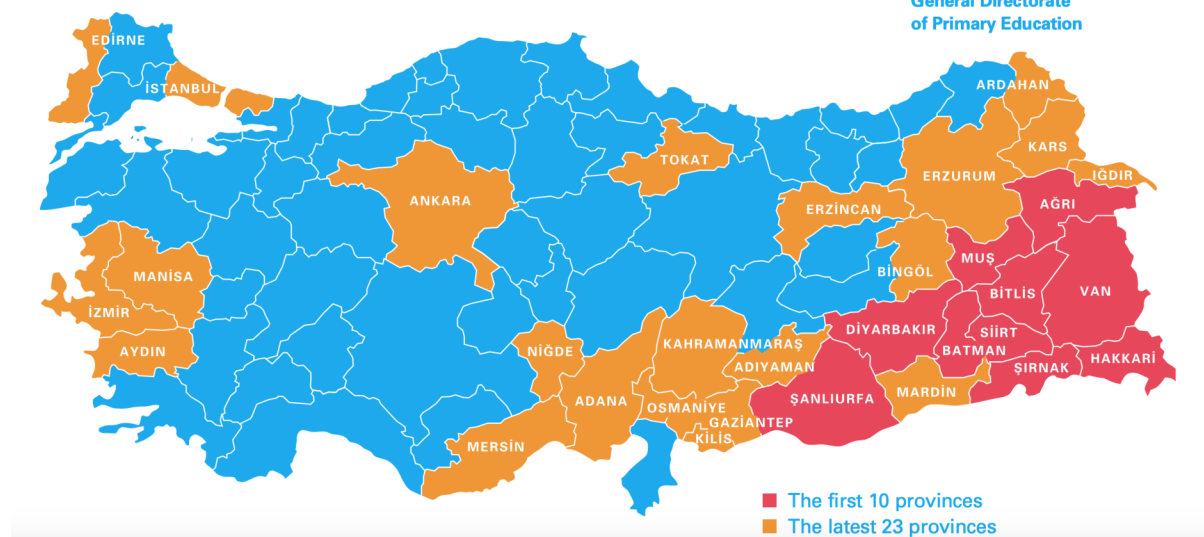 General Directorate
of Primary Education
EDİRNE
İSTANBUL
ARDAHAN
TOKAT
KARS
ERZURUM
IĞDIR
ANKARA
ERZİNCAN
AĞRI
MUŞ
BİNGÖL
MANİSA
BİTLİS
VAN
İZMİR
DİYARBAKIR
SİİRT
KAHRAMANMARAŞ
NİĞDE
AYDIN
BATMAN
HAKKARİ
ADIYAMAN
ŞIRNAK
MARDİN
ŞANLIURFA
ADANA
OSMANİYE
GAZİANTEP
KİLİS
MERSİN
The first 10 provinces
The latest 23 provinces